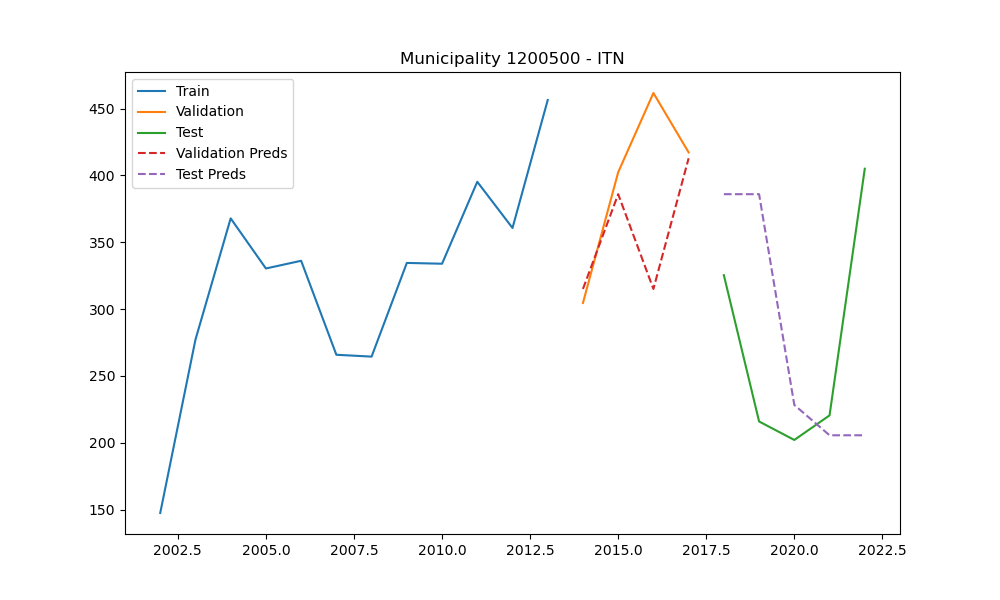 Municipality 1200500 - ITN
Train
Validation
Test
Validation Preds
Test Preds
450
400
350
300
250
200
150
2002.5 2005.0 2007.5 2010.0 2012.5 2015.0 2017.5 2020.0 2022.5